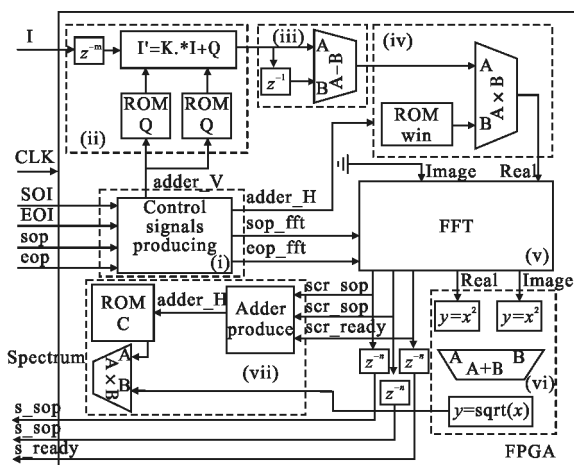 I
z⁻ᵐ
I'=K.*I+Q
ROM
Q
ROM
Q
(ii)
(iii)
A
z⁻¹
B
A−B
(iv)
A
ROM
win
B
A×B
CLK
adder_V
adder_H
Image
Real
SOI
EOI
sop
eop
Control
signals
producing
(i)
sop_fft
eop_fft
FFT
(v)
ROM
C
adder_H
Adder
produce
scr_sop
scr_sop
scr_ready
Real
Image
y=x²
y=x²
Spectrum
A
B
A×B
(vii)
z⁻ⁿ
z⁻ⁿ
z⁻ⁿ
A
B
A+B
(vi)
y=sqrt(x)
s_sop
s_sop
s_ready
FPGA